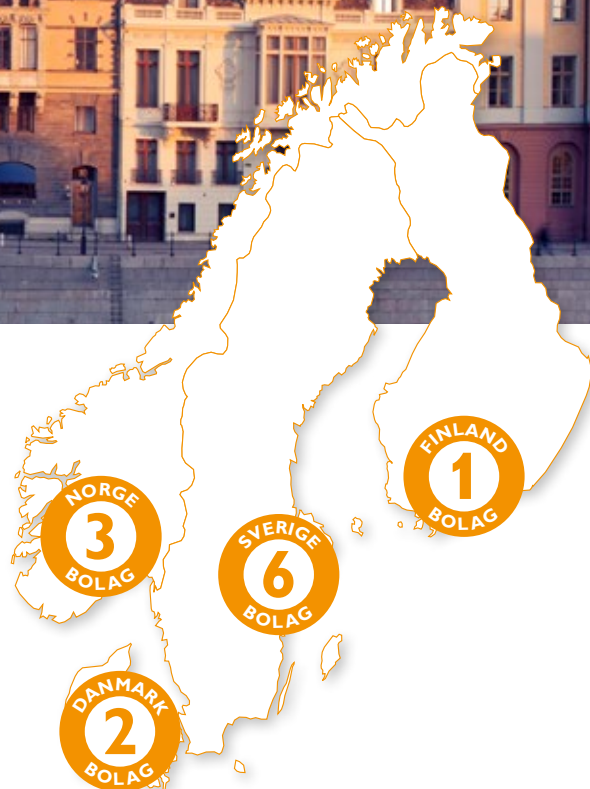 FINLAND
1
BOLAG
NORGE
3
BOLAG
SVERIGE
6
BOLAG
DANMARK
2
BOLAG